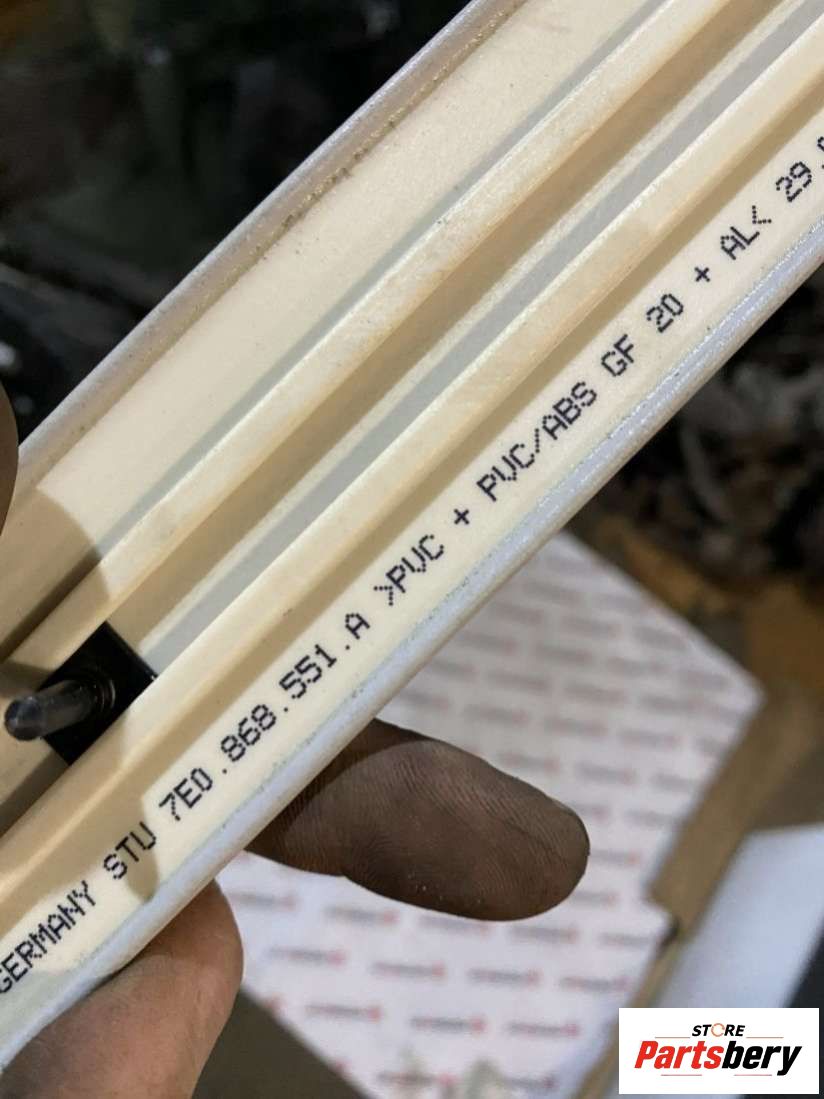 GERMANY STU 7E0.868.551.A >PVC + PVC/ABS GF 20 + AL< 29.
STORE
Partsbery